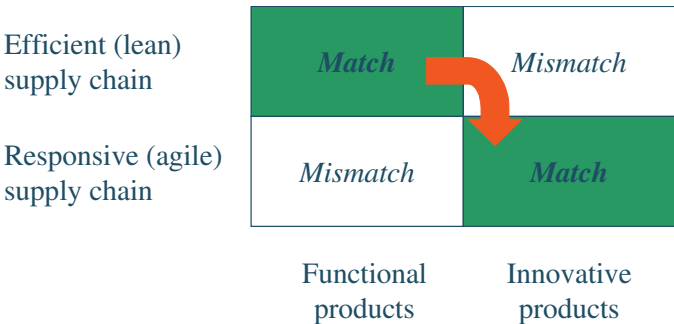 Efficient (lean)
supply chain
Match
Mismatch
Responsive (agile)
supply chain
Mismatch
Match
Functional
products
Innovative
products